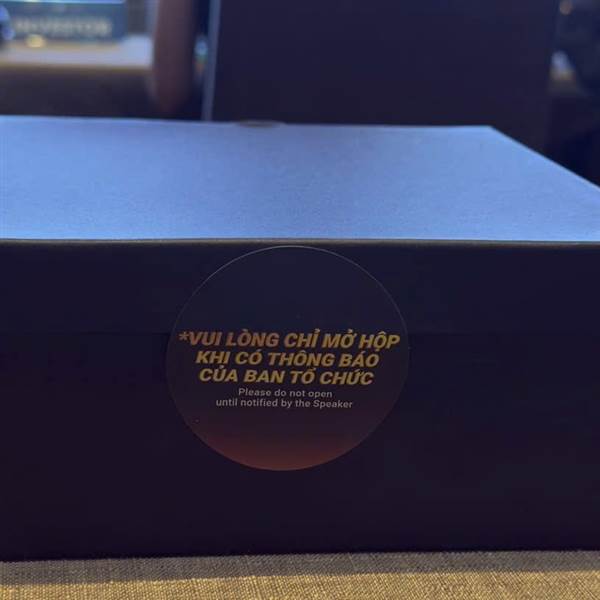 INVESTOR
*VUI LÒNG CHỈ MỞ HỘP
KHI CÓ THÔNG BÁO
CỦA BAN TỔ CHỨC
Please do not open
until notified by the Speaker